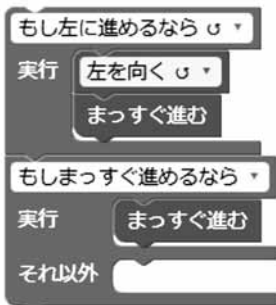 もし左に進めるなら ↺ ▼
実行 左を向く ↺ ▼
まっすぐ進む
もしまっすぐ進めるなら ▼
実行 まっすぐ進む
それ以外